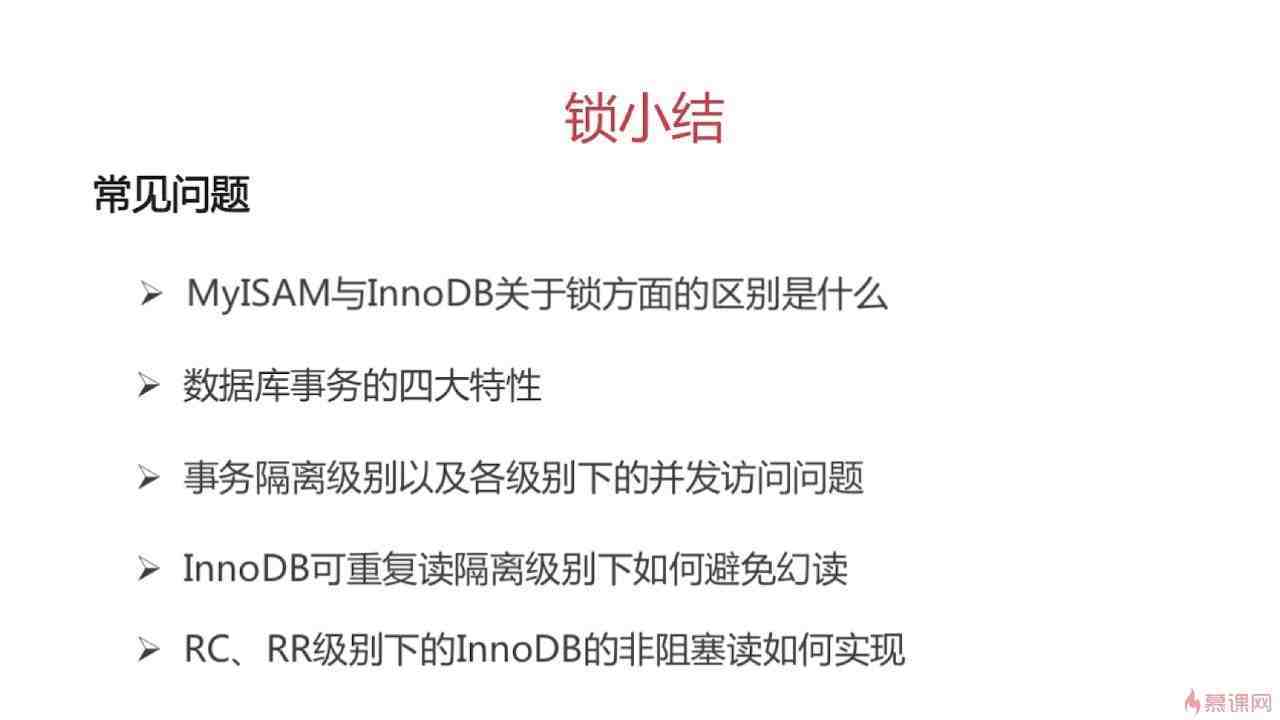 锁小结
常见问题
MyISAM与InnoDB关于锁方面的区别是什么
数据库事务的四大特性
事务隔离级别以及各级别下的并发访问问题
InnoDB可重复读隔离级别下如何避免幻读
RC、RR级别下的InnoDB的非阻塞读如何实现
慕课网